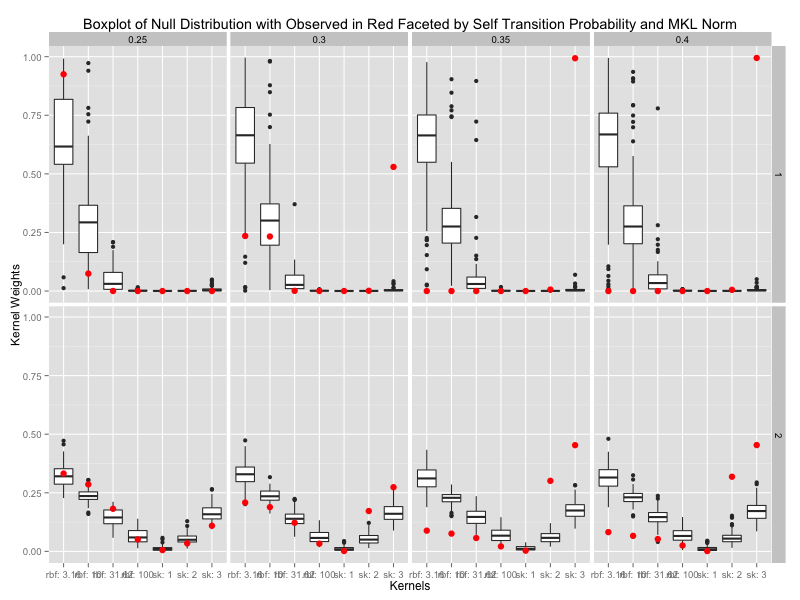 Boxplot of Null Distribution with Observed in Red Faceted by Self Transition Probability and MKL Norm
0.25 0.3 0.35 0.4
1.00
0.75
0.50
0.25
0.00
1
Kernel Weights
1.00
0.75
0.50
0.25
0.00
2
sk: 1 sk: 2 sk: 3 sk: 1 sk: 2 sk: 3 sk: 1 sk: 2 sk: 3 sk: 1 sk: 2 sk: 3
Kernels